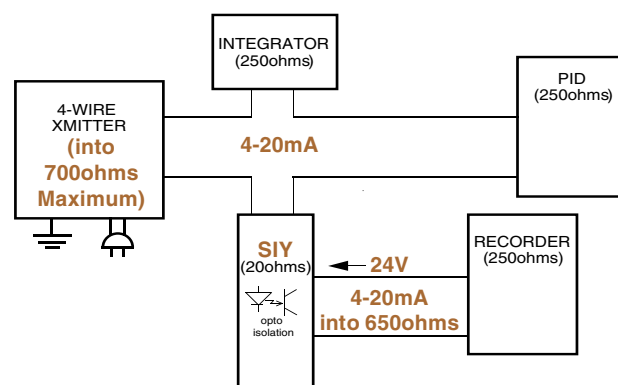 INTEGRATOR
(250ohms)
PID
(250ohms)
4-WIRE
XMITTER
(into
700ohms
Maximum)
4-20mA
SIY
(20ohms)
opto
isolation
24V
4-20mA
into 650ohms
RECORDER
(250ohms)